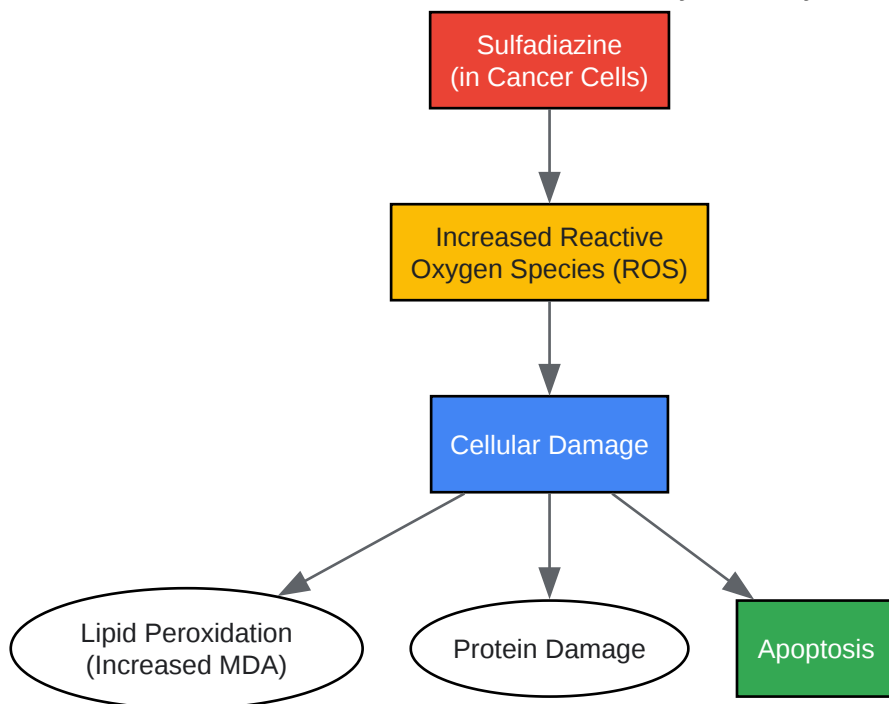 Sulfadiazine
(in Cancer Cells)
Increased Reactive
Oxygen Species (ROS)
Cellular Damage
Lipid Peroxidation
(Increased MDA)
Protein Damage
Apoptosis